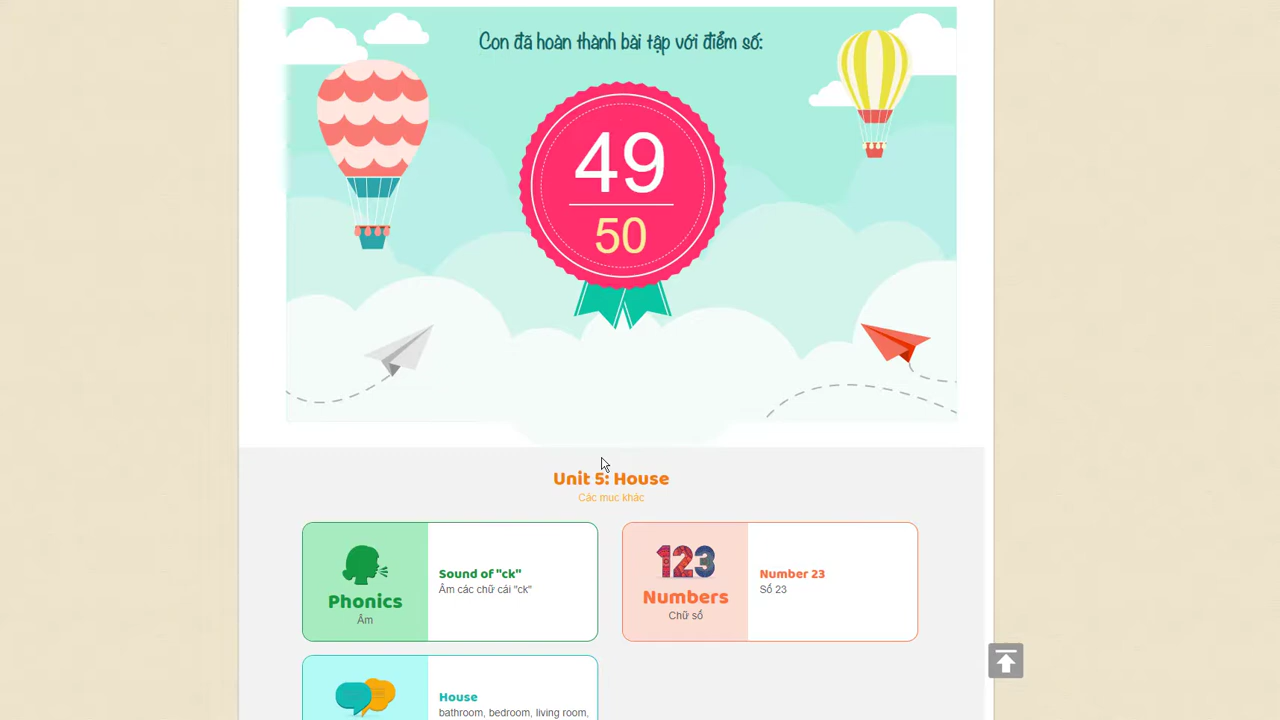 Con đã hoàn thành bài tập với điểm số:
49
50
Unit 5: House
Các mục khác
Phonics
Âm
Sound of "ck"
Âm các chữ cái "ck"
123
Numbers
Chữ số
Number 23
Số 23
House
bathroom, bedroom, living room,